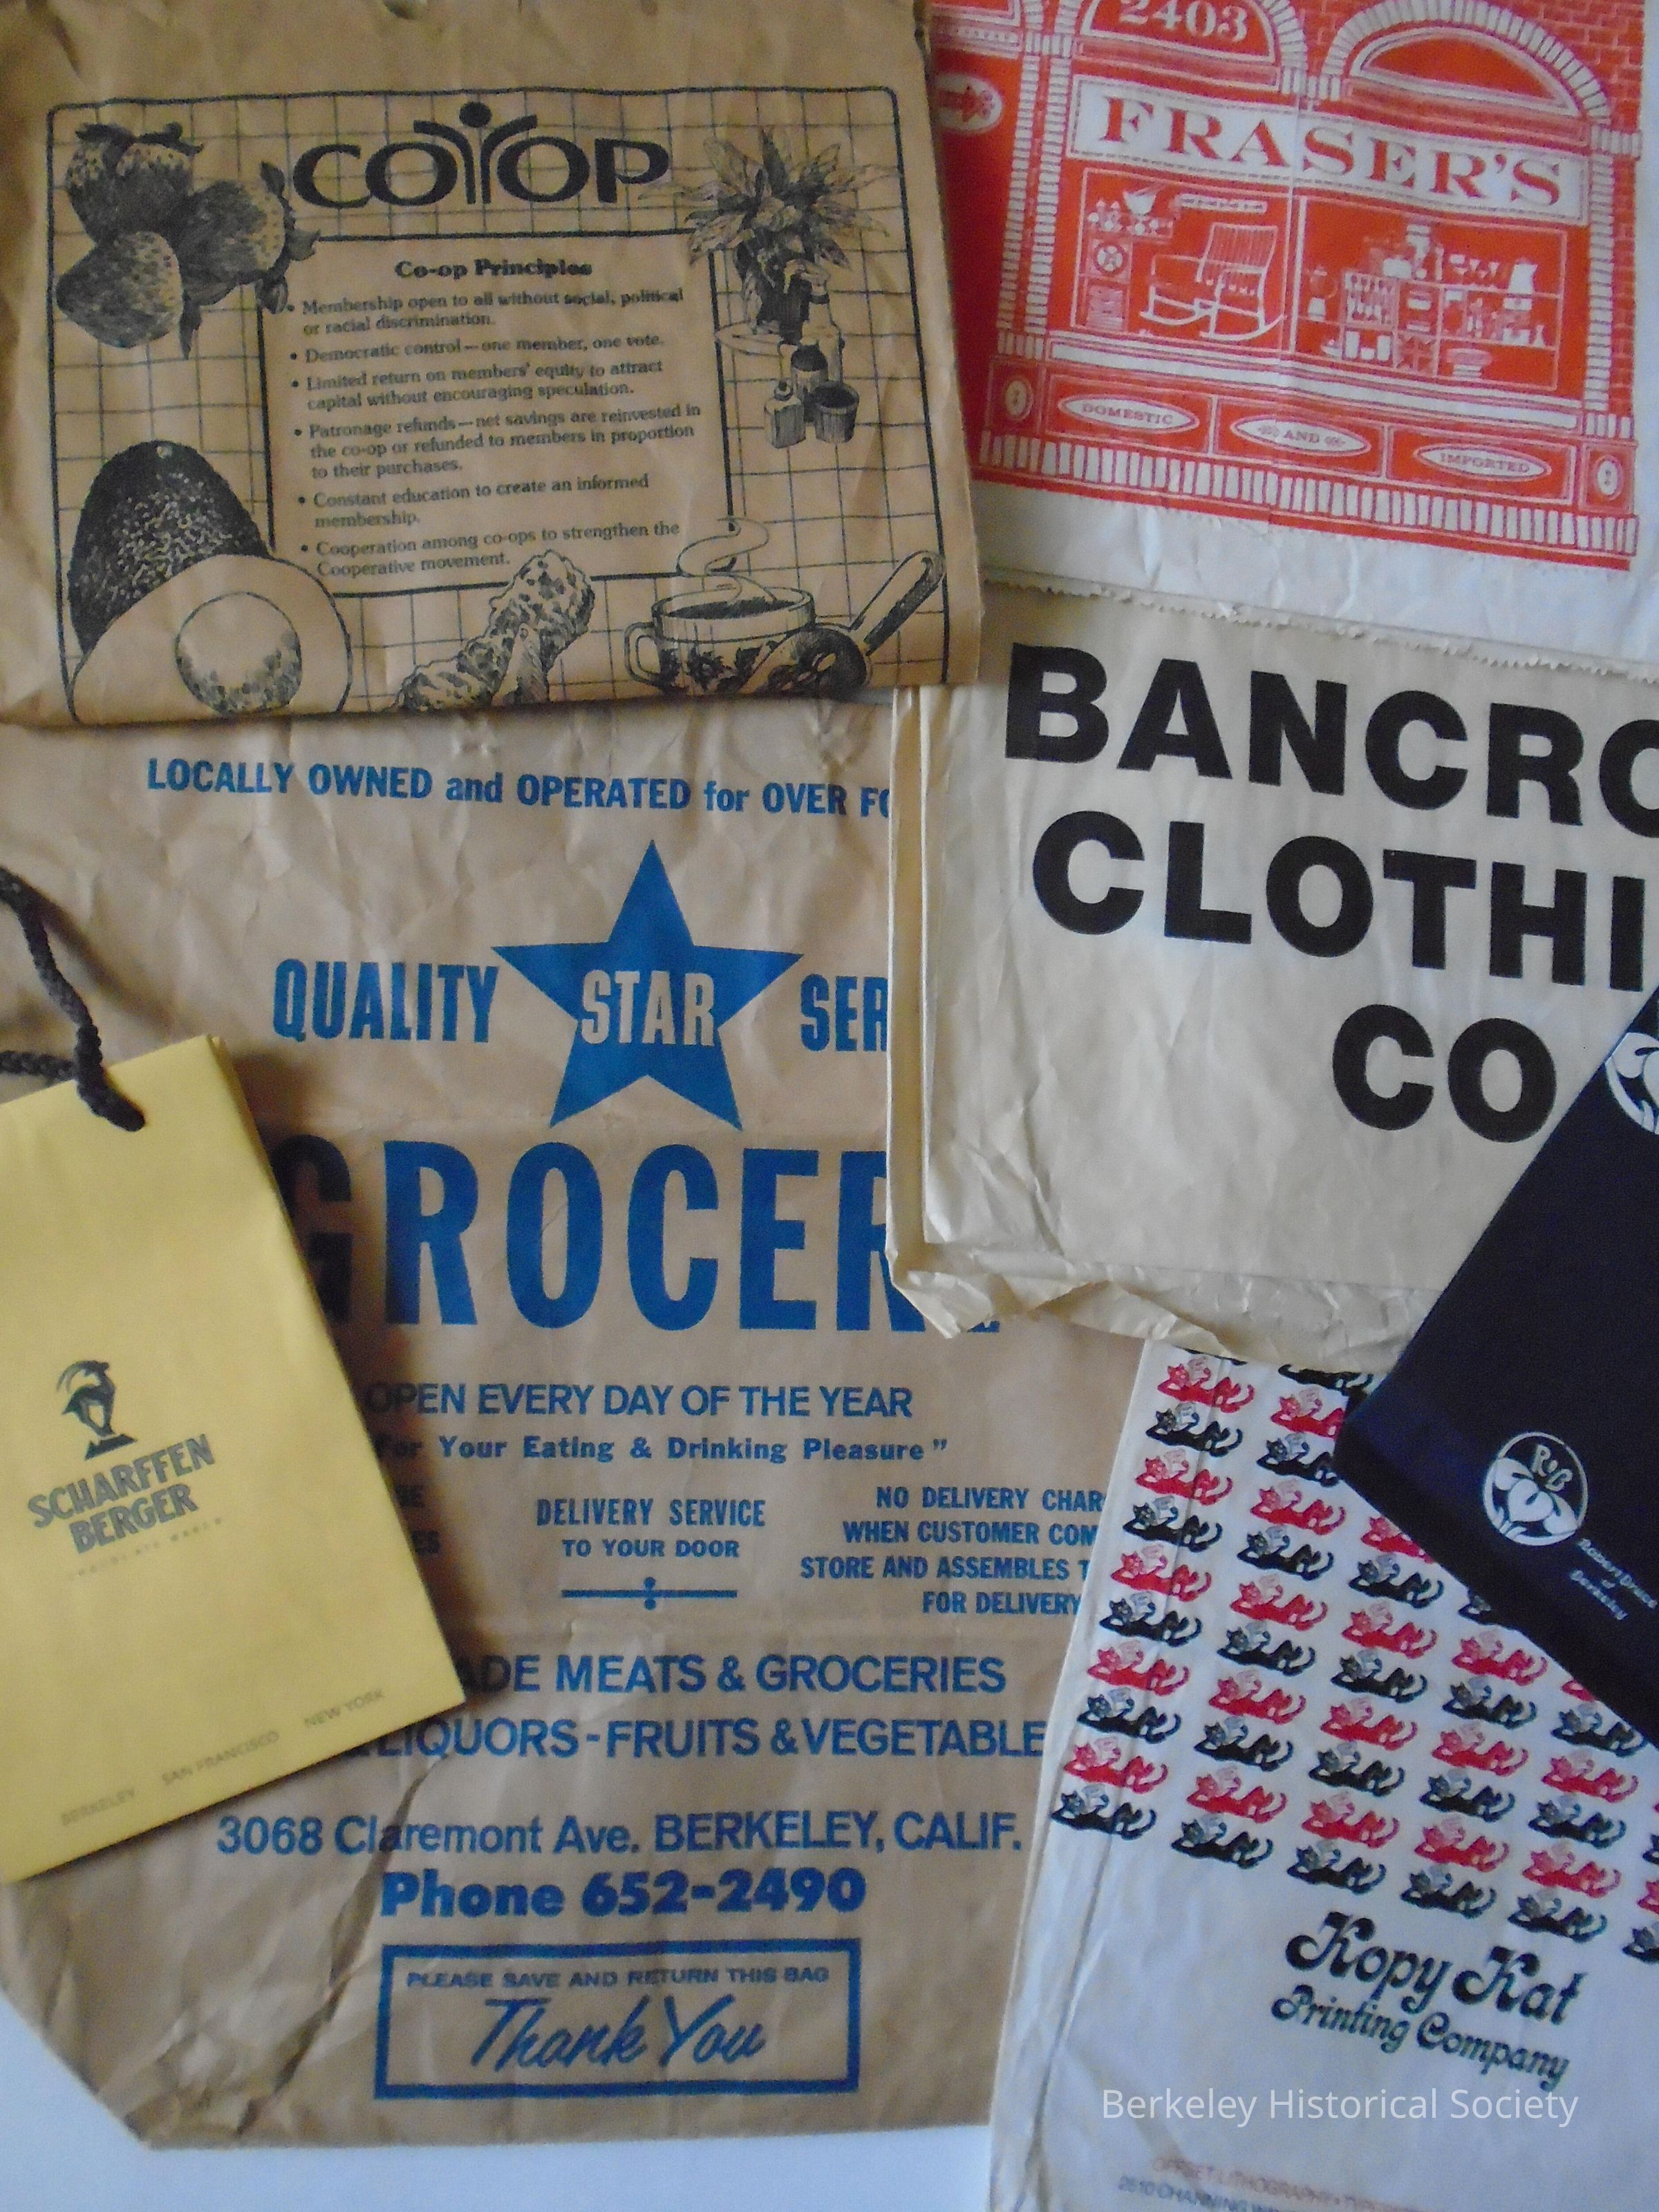 CO-OP
Co-op Principles
• Membership open to all without social, political
or racial discrimination.
• Democratic control—one member, one vote.
• Limited return on members' equity to attract
capital without encouraging speculation.
• Patronage refunds—net savings are reinvested in
the co-op or refunded to members in proportion
to their purchases.
• Constant education to create an informed
membership.
• Cooperation among co-ops to strengthen the
Cooperative movement.
2403
FRASER'S
DOMESTIC
AND
IMPORTED
BANCRO
CLOTHI
CO
LOCALLY OWNED and OPERATED for OVER FO
QUALITY STAR SER
GROCER
OPEN EVERY DAY OF THE YEAR
For Your Eating & Drinking Pleasure"
DELIVERY SERVICE
TO YOUR DOOR
NO DELIVERY CHAR
WHEN CUSTOMER COM
STORE AND ASSEMBLES T
FOR DELIVERY
ADE MEATS & GROCERIES
LIQUORS-FRUITS & VEGETABLE
3068 Claremont Ave. BERKELEY, CALIF.
Phone 652-2490
PLEASE SAVE AND RETURN THIS BAG
Thank You
SCHARFFEN
BERGER
BERKELEY SAN FRANCISCO NEW YORK
RB
of
Berkeley
Kopy Kat
Printing Company
Berkeley Historical Society
OFFSET LITHOGRAPHY
2510 CHANNING